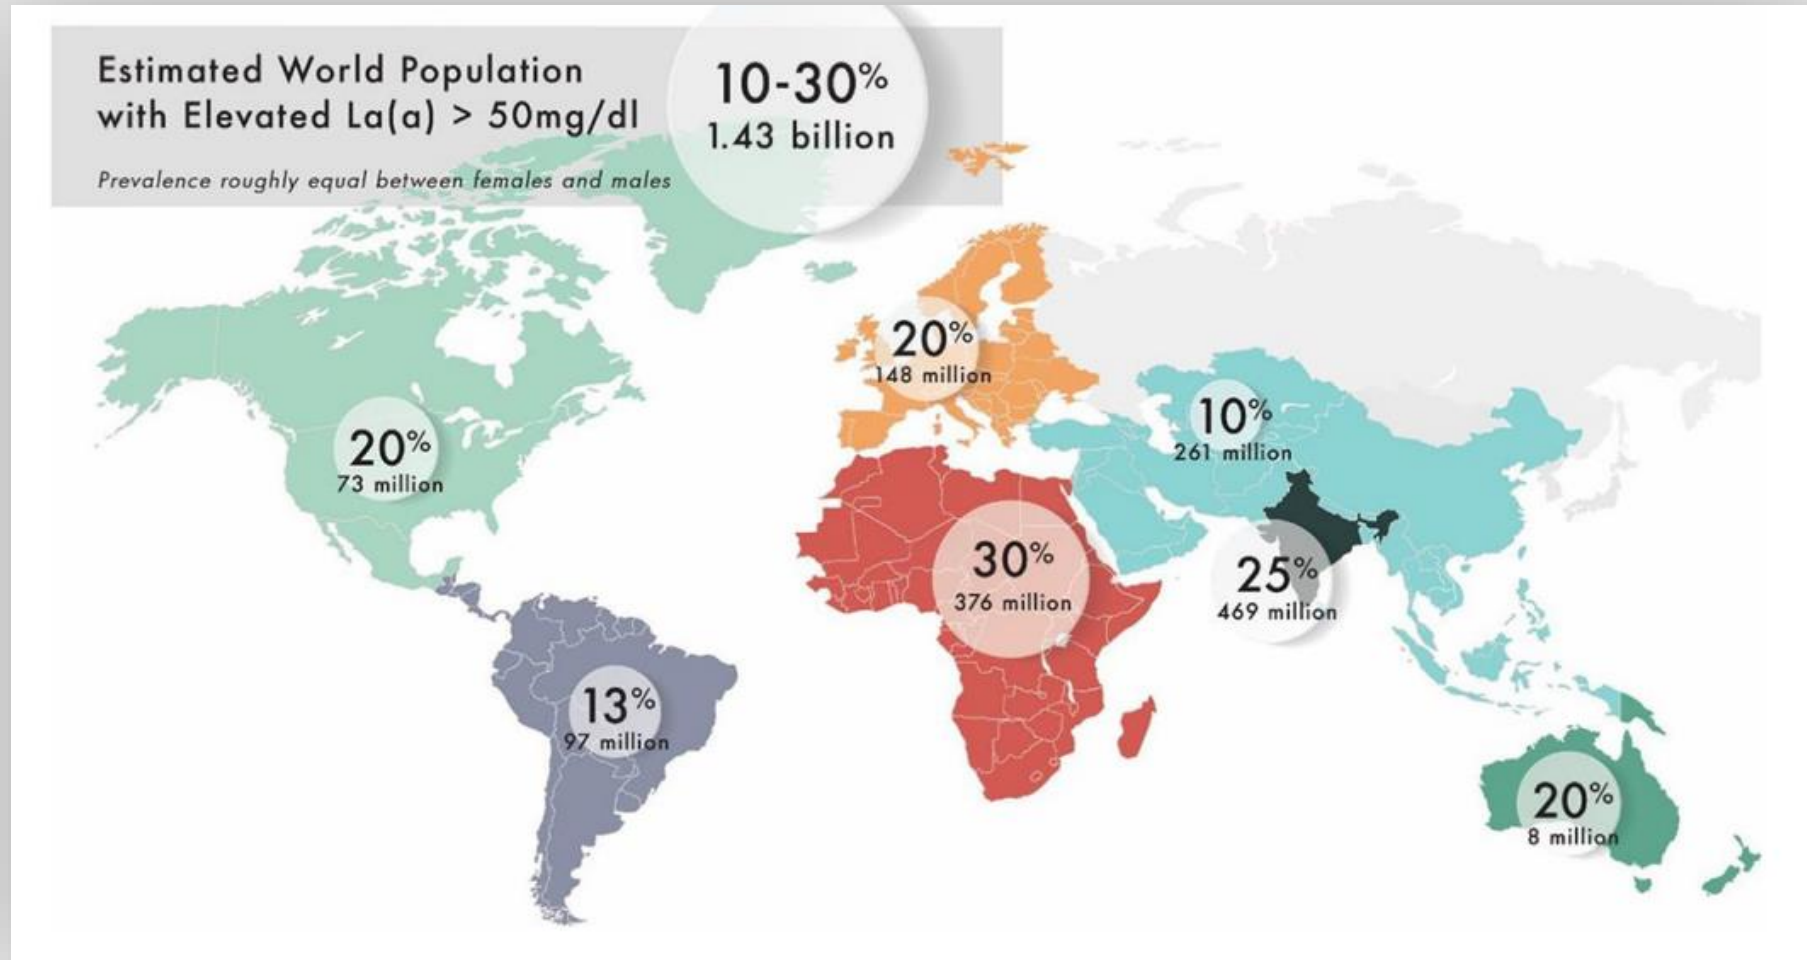 Estimated World Population
with Elevated La(a) > 50mg/dl
Prevalence roughly equal between females and males
10-30%
1.43 billion
20%
148 million
10%
261 million
20%
73 million
30%
376 million
25%
469 million
13%
97 million
20%
8 million